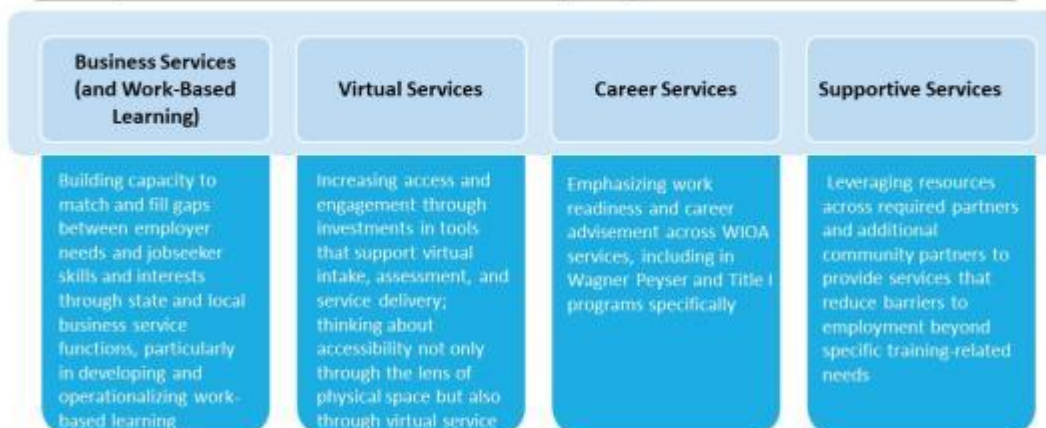 Business Services
(and Work-Based
Learning)
Building capacity to
match and fill gaps
between employer
needs and jobseeker
skills and interests
through state and local
business service
functions, particularly
in developing and
operationalizing work-
based learning
Virtual Services
Increasing access and
engagement through
investments in tools
that support virtual
intake, assessment, and
service delivery;
thinking about
accessibility not only
through the lens of
physical space but also
through virtual service
Career Services
Emphasizing work
readiness and career
advisement across WIOA
services, including in
Wagner Peyser and Title I
programs specifically
Supportive Services
Leveraging resources
across required partners
and additional
community partners to
provide services that
reduce barriers to
employment beyond
specific training-related
needs